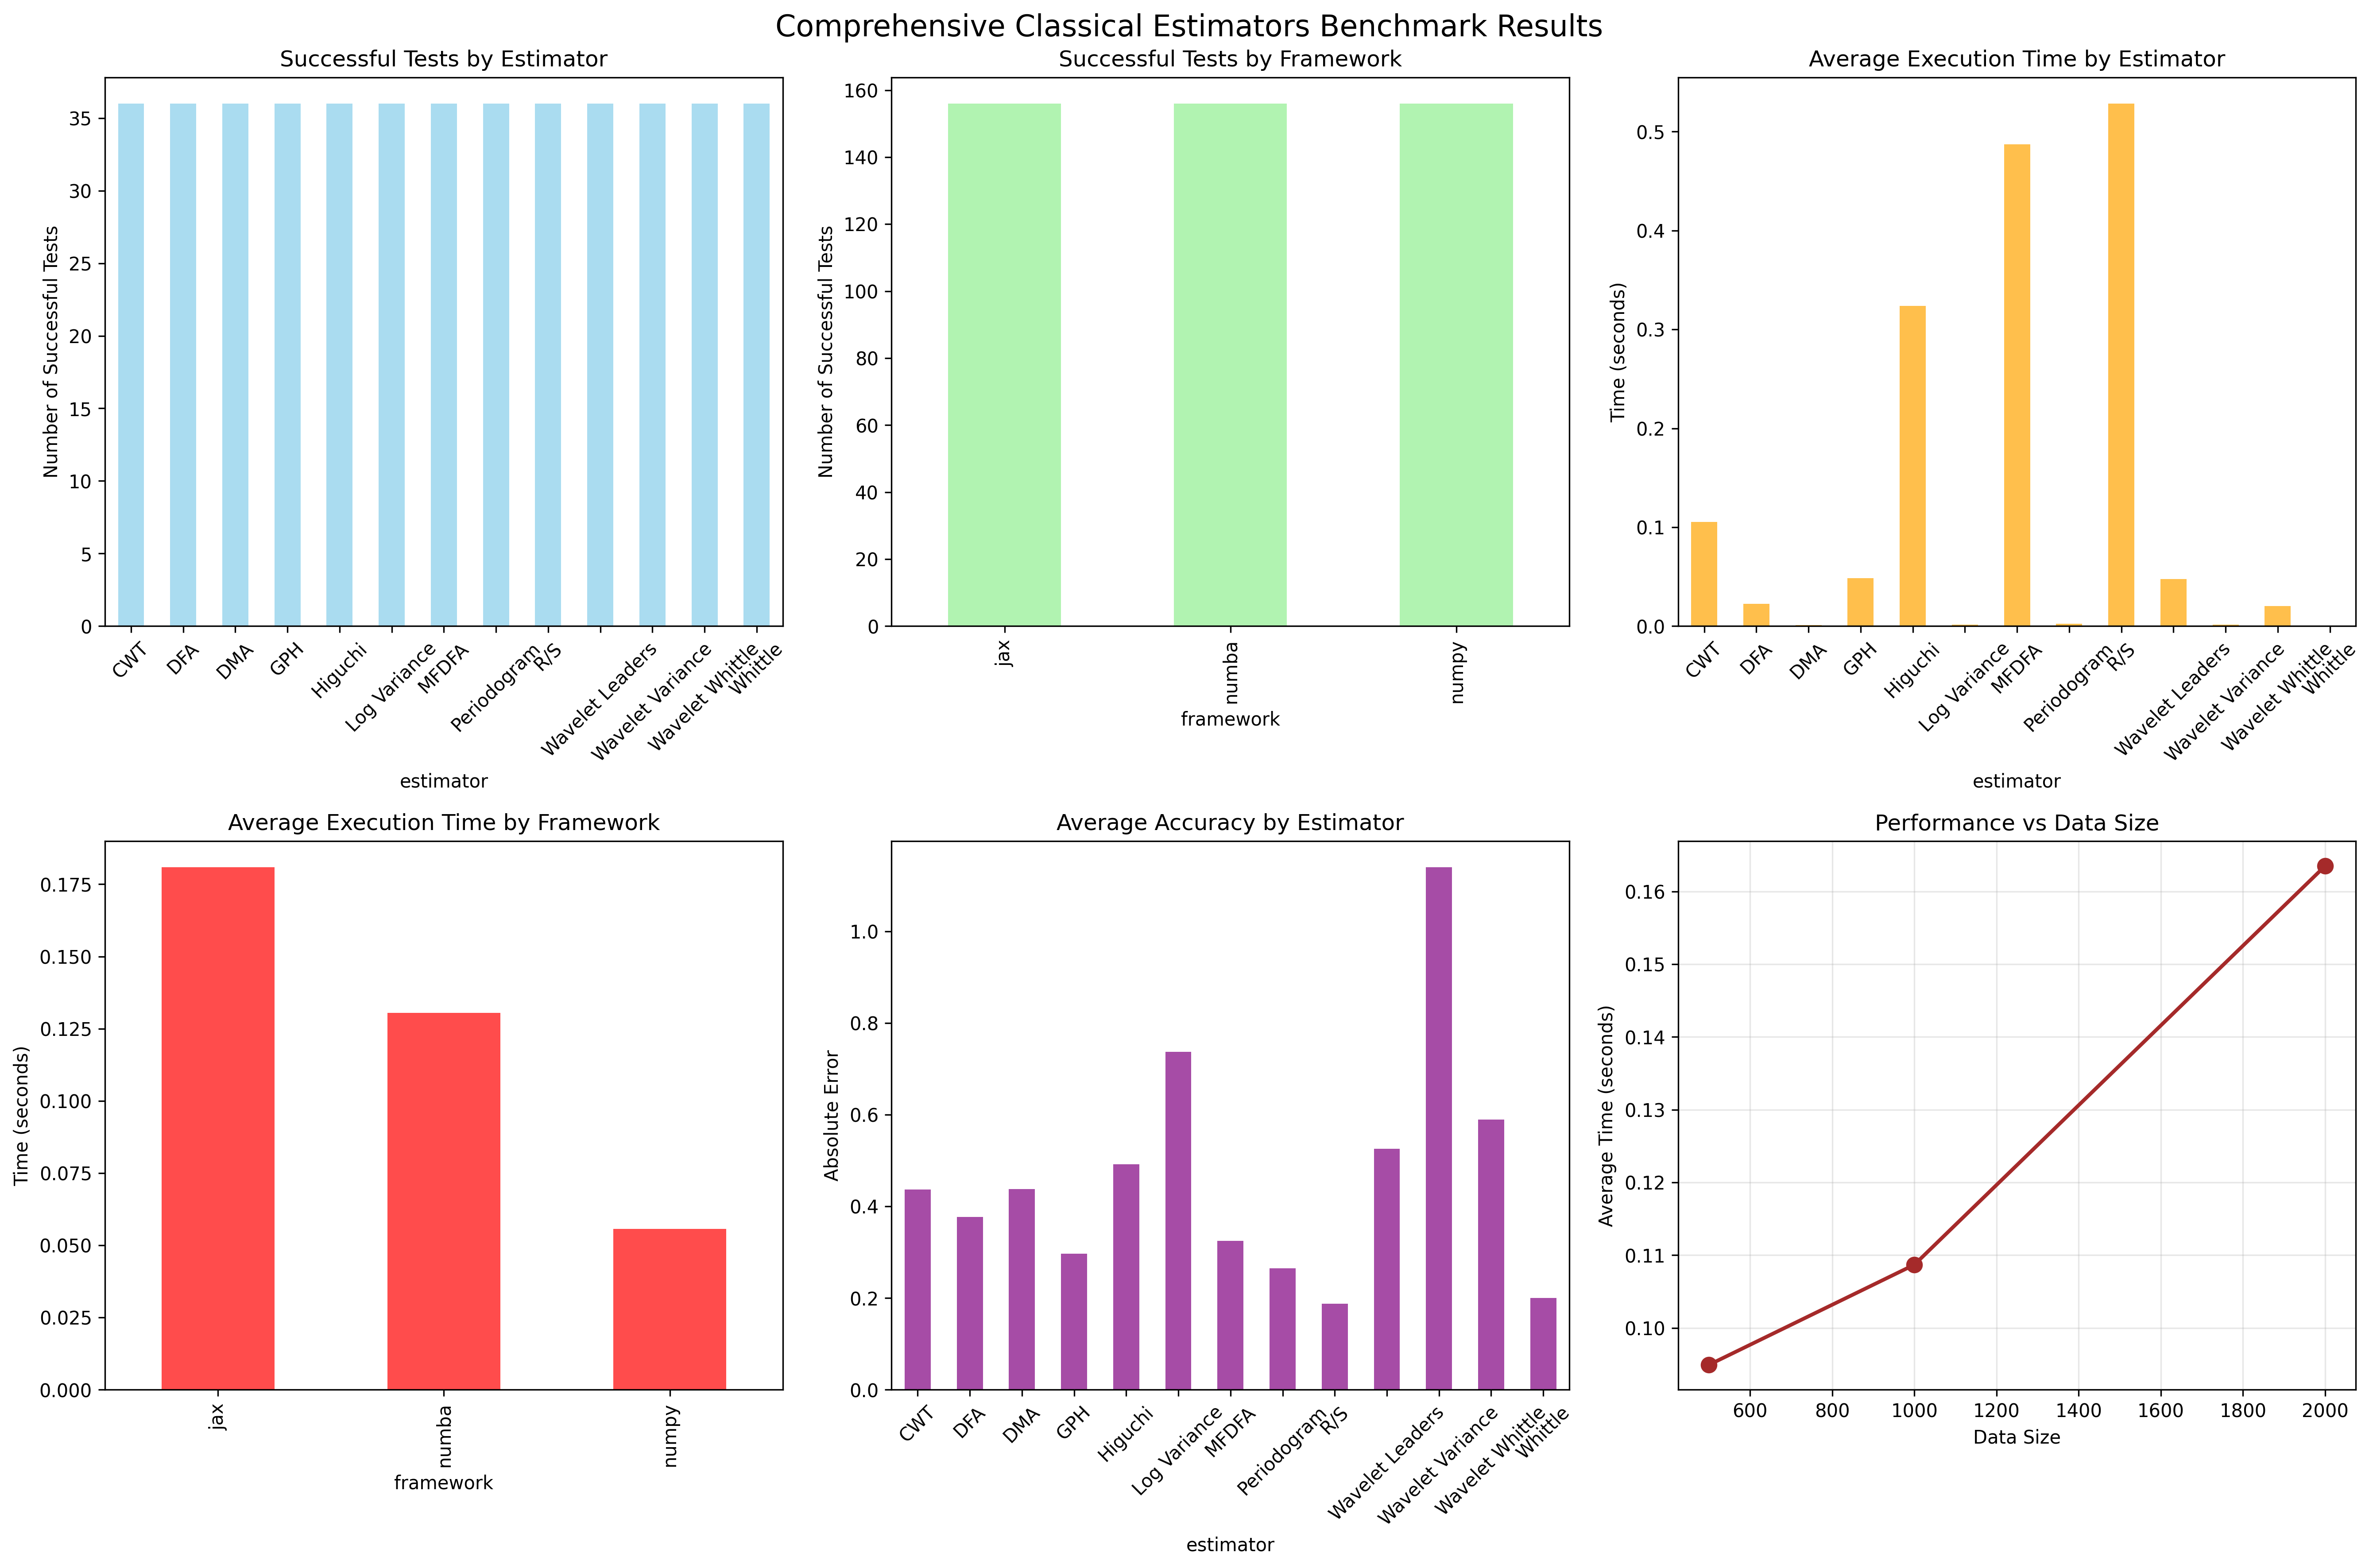 Comprehensive Classical Estimators Benchmark Results
Successful Tests by Estimator
Number of Successful Tests
35
30
25
20
15
10
5
0
CWT
DFA
DMA
GPH
Higuchi
Log Variance
MFDFA
Periodogram
R/S
Wavelet Leaders
Wavelet Variance
Wavelet Whittle
Whittle
estimator
Successful Tests by Framework
Number of Successful Tests
160
140
120
100
80
60
40
20
0
jax
numba
numpy
framework
Average Execution Time by Estimator
Time (seconds)
0.5
0.4
0.3
0.2
0.1
0.0
CWT
DFA
DMA
GPH
Higuchi
Log Variance
MFDFA
Periodogram
R/S
Wavelet Leaders
Wavelet Variance
Wavelet Whittle
Whittle
estimator
Average Execution Time by Framework
Time (seconds)
0.175
0.150
0.125
0.100
0.075
0.050
0.025
0.000
jax
numba
numpy
framework
Average Accuracy by Estimator
Absolute Error
1.0
0.8
0.6
0.4
0.2
0.0
CWT
DFA
DMA
GPH
Higuchi
Log Variance
MFDFA
Periodogram
R/S
Wavelet Leaders
Wavelet Variance
Wavelet Whittle
Whittle
estimator
Performance vs Data Size
Average Time (seconds)
0.16
0.15
0.14
0.13
0.12
0.11
0.10
600
800
1000
1200
1400
1600
1800
2000
Data Size